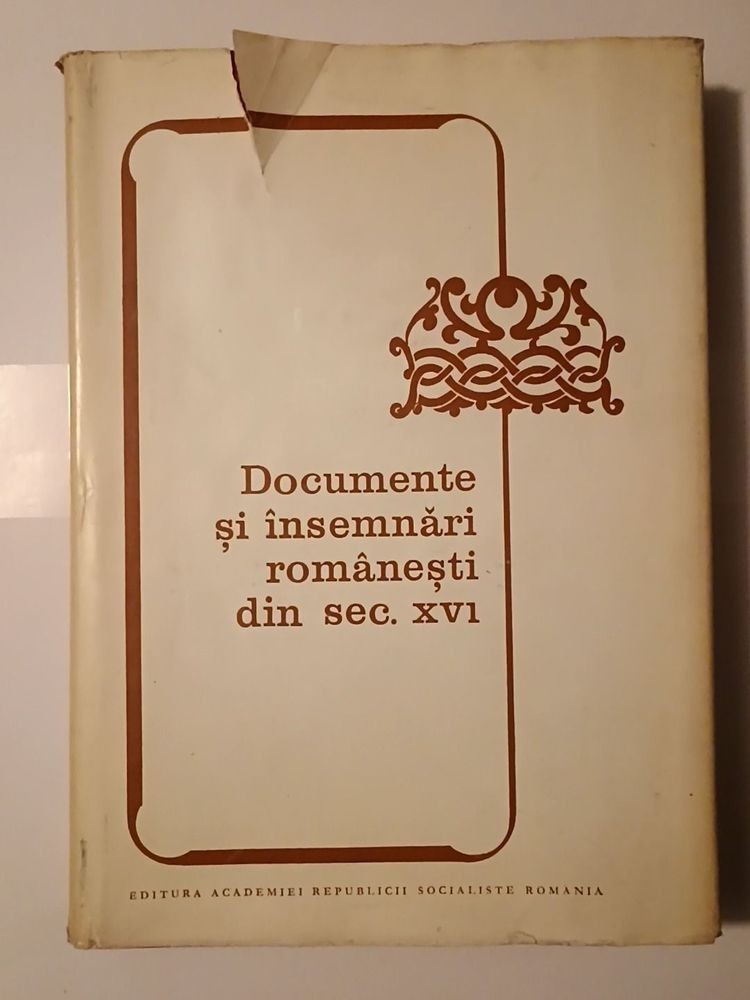 Documente
și însemnări
românești
din sec. XVI
EDITURA ACADEMIEI REPUBLICII SOCIALISTE ROMANIA